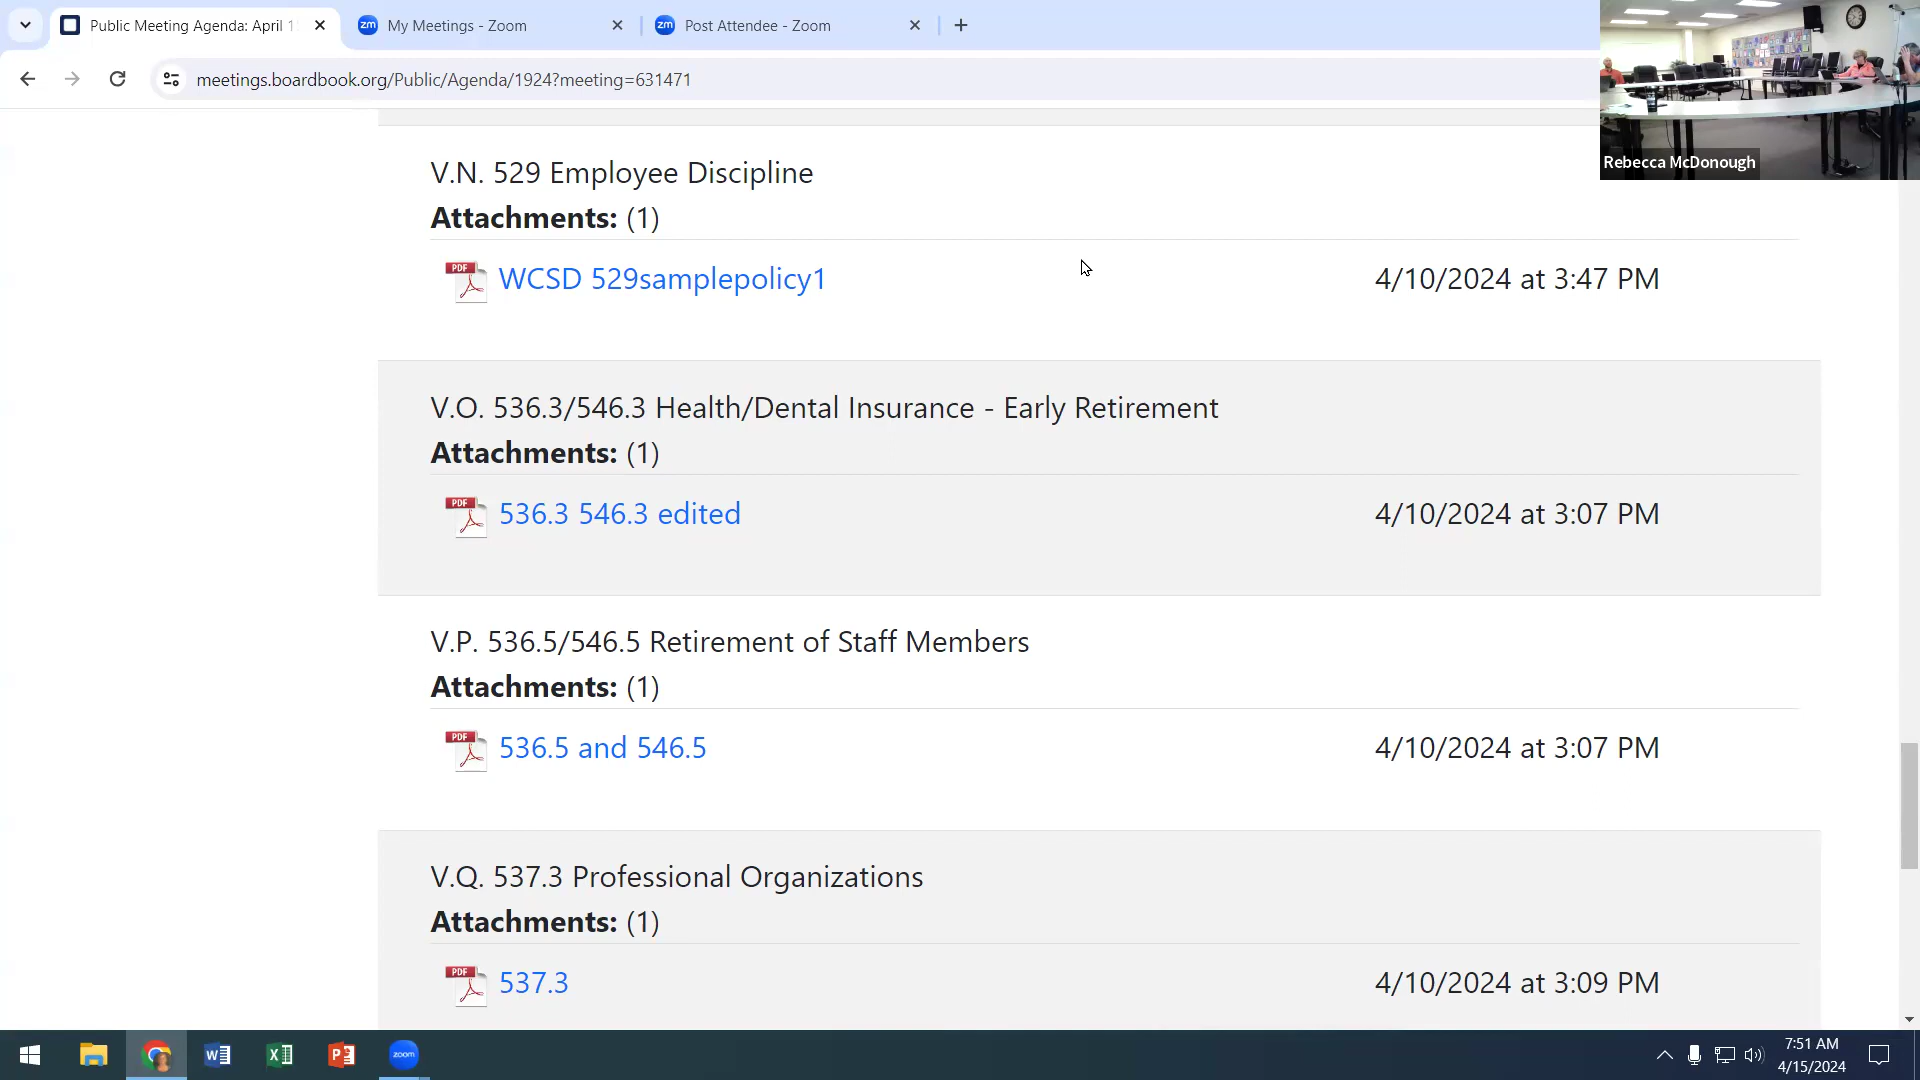 Public Meeting Agenda: April 1
My Meetings - Zoom
Post Attendee - Zoom
meetings.boardbook.org/Public/Agenda/1924?meeting=631471
Rebecca McDonough
V.N. 529 Employee Discipline
Attachments: (1)
PDF WCSD 529samplepolicy1 4/10/2024 at 3:47 PM
V.O. 536.3/546.3 Health/Dental Insurance - Early Retirement
Attachments: (1)
PDF 536.3 546.3 edited 4/10/2024 at 3:07 PM
V.P. 536.5/546.5 Retirement of Staff Members
Attachments: (1)
PDF 536.5 and 546.5 4/10/2024 at 3:07 PM
V.Q. 537.3 Professional Organizations
Attachments: (1)
PDF 537.3 4/10/2024 at 3:09 PM
zoom
7:51 AM
4/15/2024